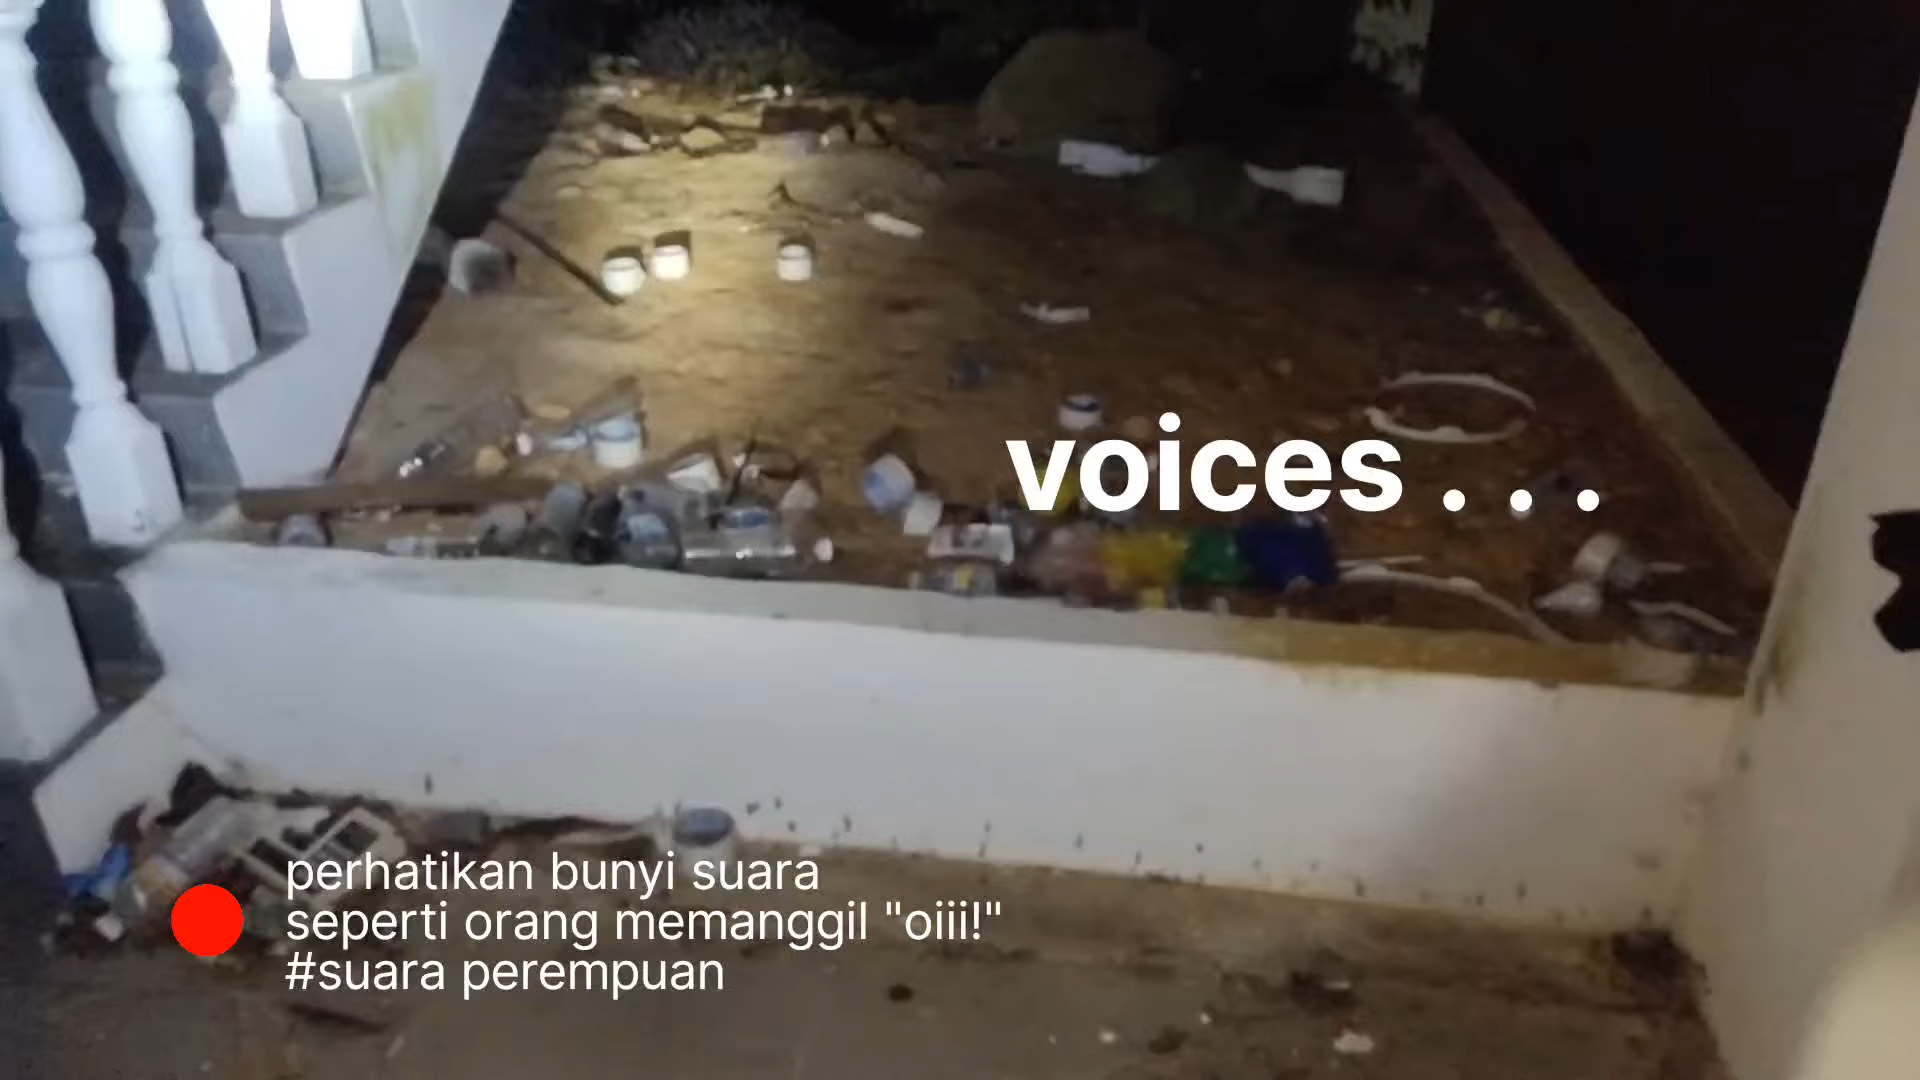 voices . . .
perhatikan bunyi suara
seperti orang memanggil "oiii!"
#suara perempuan